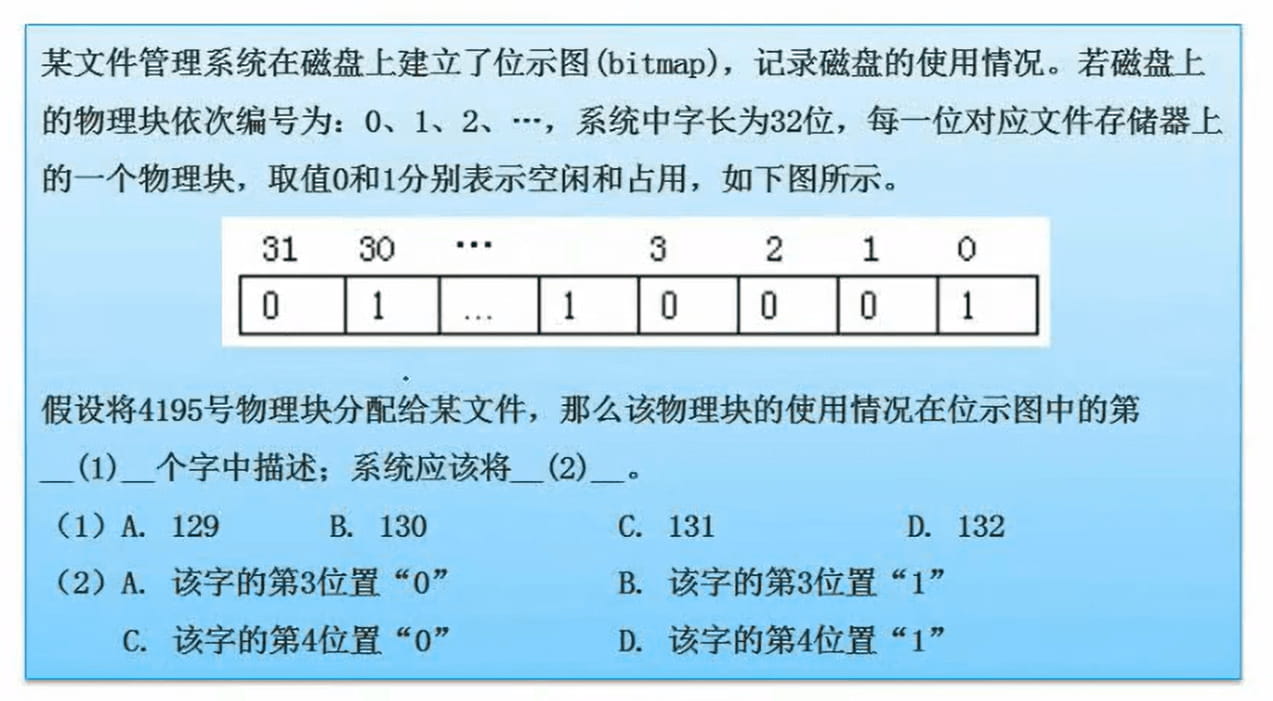 某文件管理系统在磁盘上建立了位示图(bitmap)，记录磁盘的使用情况。若磁盘上
的物理块依次编号为：0、1、2、…，系统中字长为32位，每一位对应文件存储器上
的一个物理块，取值0和1分别表示空闲和占用，如下图所示。
31 30 … 3 2 1 0
0 1 … 1 0 0 0 1
假设将4195号物理块分配给某文件，那么该物理块的使用情况在位示图中的第
__(1)__个字中描述；系统应该将__(2)__。
（1）A. 129 B. 130 C. 131 D. 132
（2）A. 该字的第3位置“0” B. 该字的第3位置“1”
C. 该字的第4位置“0” D. 该字的第4位置“1”